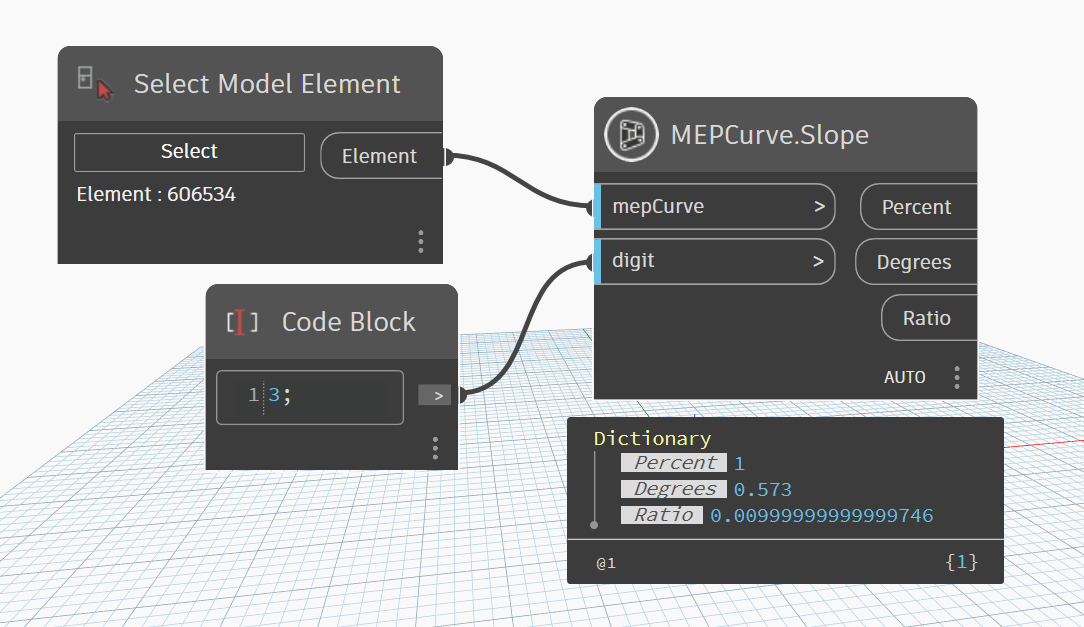 Select Model Element
Select
Element
Element : 606534
MEPCurve.Slope
mepCurve >
Percent
digit >
Degrees
Ratio
AUTO
Code Block
1 3;
>
Dictionary
Percent 1
Degrees 0.573
Ratio 0.00999999999999746
@1
{1}